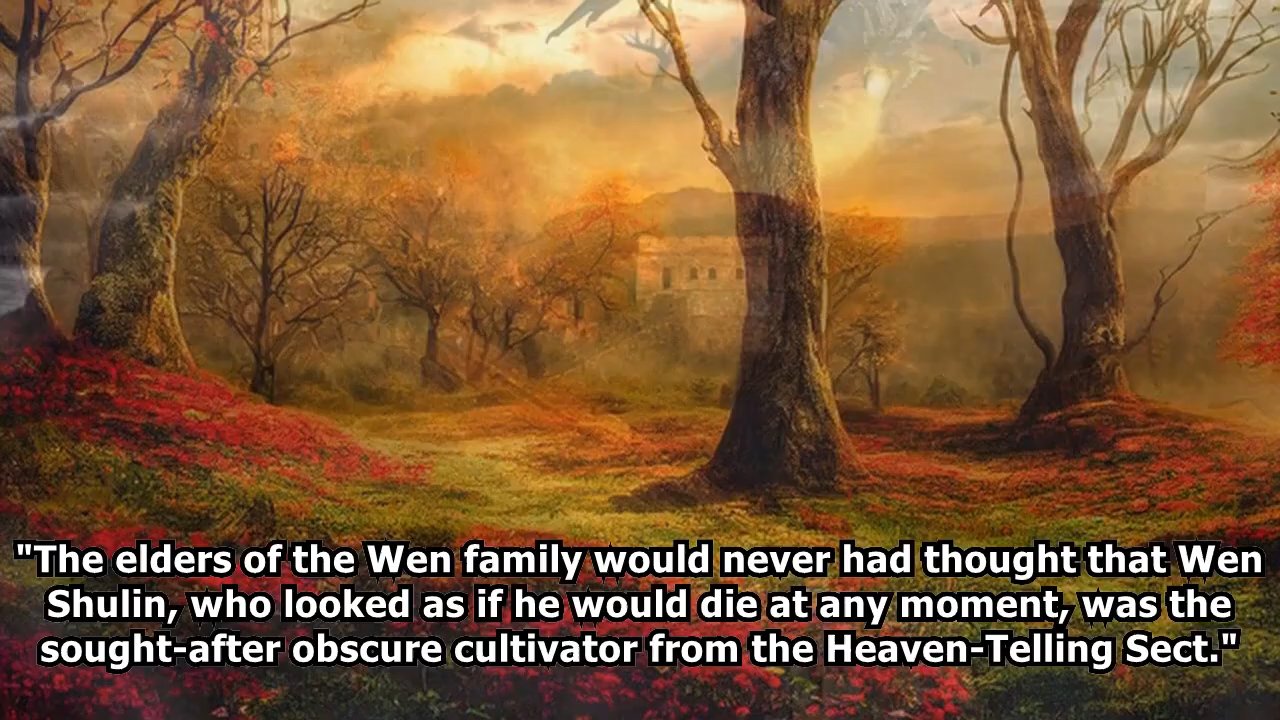 "The elders of the Wen family would never had thought that Wen
Shulin, who looked as if he would die at any moment, was the
sought-after obscure cultivator from the Heaven-Telling Sect."